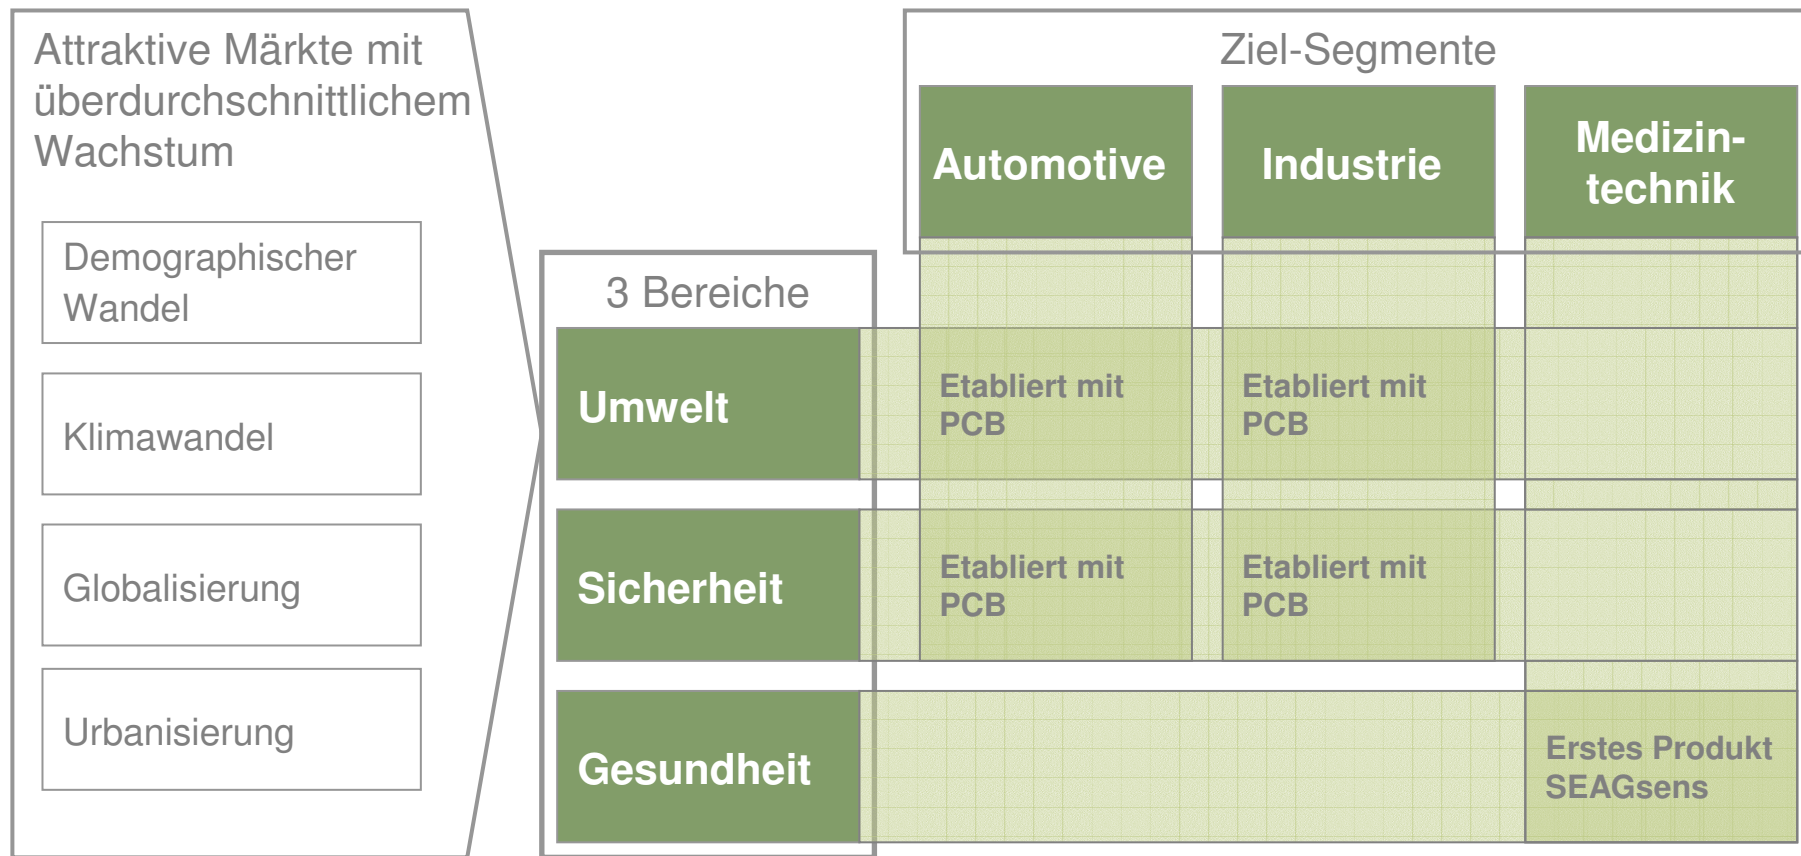 Attraktive Märkte mit
überdurchschnittlichem
Wachstum
Demographischer
Wandel
Klimawandel
Globalisierung
Urbanisierung
Ziel-Segmente
Automotive
Industrie
Medizin-
technik
3 Bereiche
Umwelt
Etabliert mit
PCB
Etabliert mit
PCB
Sicherheit
Etabliert mit
PCB
Etabliert mit
PCB
Gesundheit
Erstes Produkt
SEAGsens